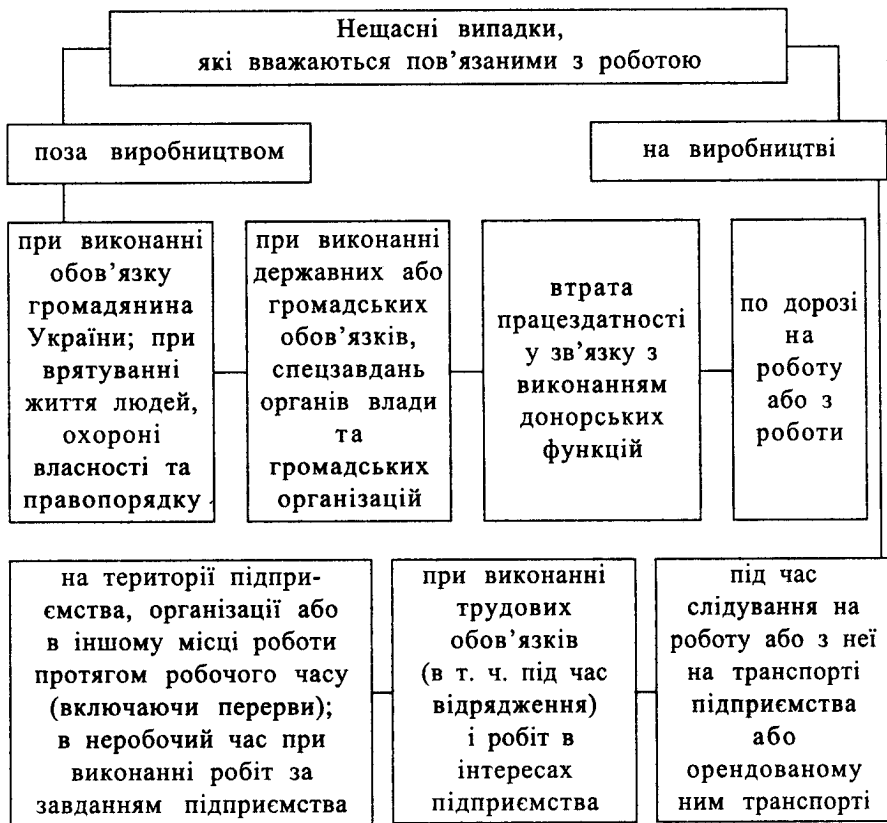 Нещасні випадки,
які вважаються пов’язаними з роботою
поза виробництвом
на виробництві
при виконанні
обов’язку
громадянина
України; при
врятуванні
життя людей,
охороні
власності та
правопорядку
при виконанні
державних або
громадських
обов’язків,
спецзавдань
органів влади
та
громадських
організацій
втрата
працездатності
у зв’язку з
виконанням
донорських
функцій
по дорозі
на
роботу
або з
роботи
на території підпри-
ємства, організації або
в іншому місці роботи
протягом робочого часу
(включаючи перерви);
в неробочий час при
виконанні робіт за
завданням підприємства
при виконанні
трудових
обов’язків
(в т. ч. під час
відрядження)
і робіт в
інтересах
підприємства
під час
слідування на
роботу або з неї
на транспорті
підприємства
або
орендованому
ним транспорті